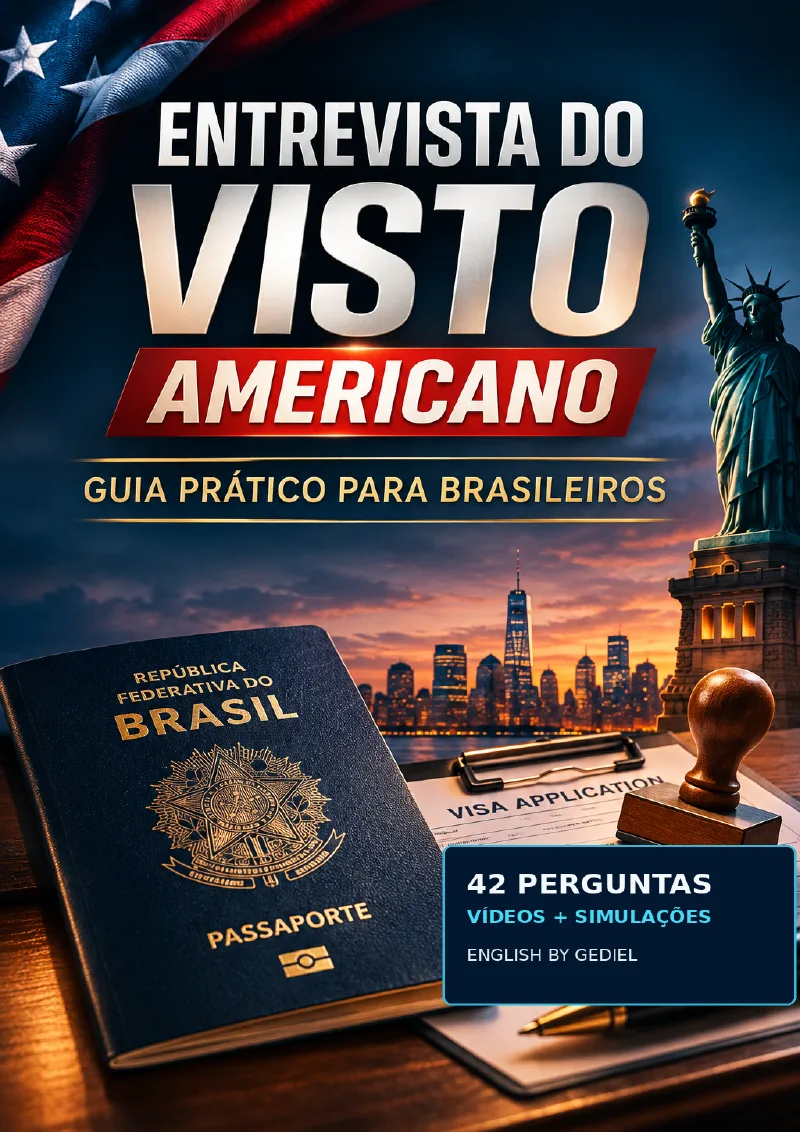 ENTREVISTA DO
VISTO
AMERICANO
GUIA PRÁTICO PARA BRASILEIROS
REPÚBLICA
FEDERATIVA DO
BRASIL
PASSAPORTE
VISA APPLICATION
42 PERGUNTAS
VÍDEOS + SIMULAÇÕES
ENGLISH BY GEDIEL